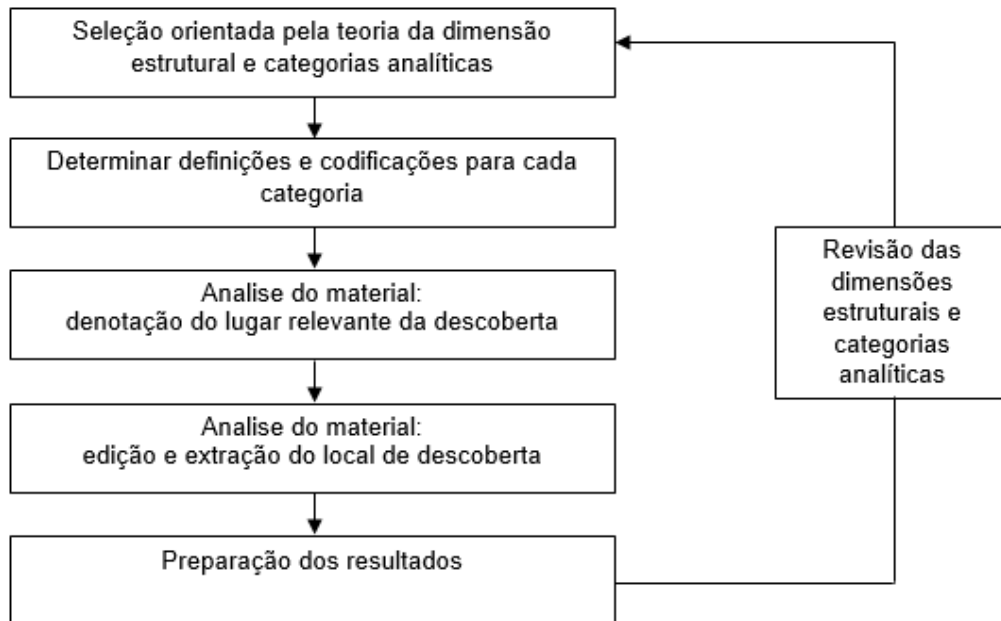 Seleção orientada pela teoria da dimensão
estrutural e categorias analíticas
Determinar definições e codificações para cada
categoria
Analise do material:
denotação do lugar relevante da descoberta
Analise do material:
edição e extração do local de descoberta
Preparação dos resultados
Revisão das
dimensões
estruturais e
categorias
analíticas